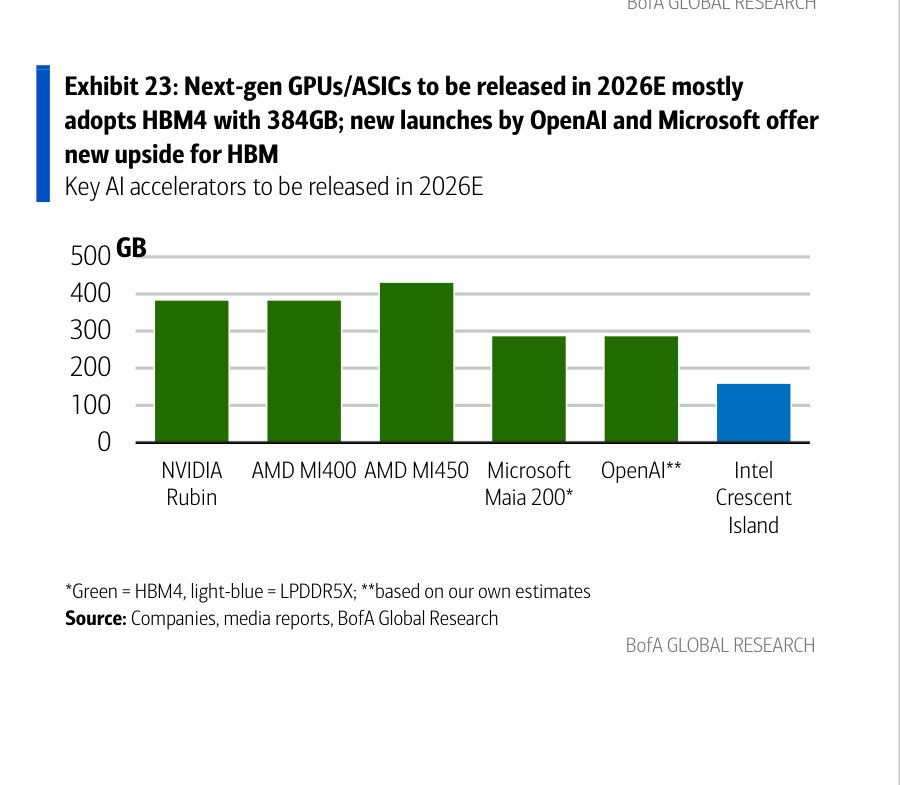 BofA GLOBAL RESEARCH
Exhibit 23: Next-gen GPUs/ASICs to be released in 2026E mostly
adopts HBM4 with 384GB; new launches by OpenAI and Microsoft offer
new upside for HBM
Key AI accelerators to be released in 2026E
GB
500
400
300
200
100
0
NVIDIA
Rubin
AMD MI400
AMD MI450
Microsoft
Maia 200*
OpenAI**
Intel
Crescent
Island
*Green = HBM4, light-blue = LPDDR5X; **based on our own estimates
Source: Companies, media reports, BofA Global Research
BofA GLOBAL RESEARCH